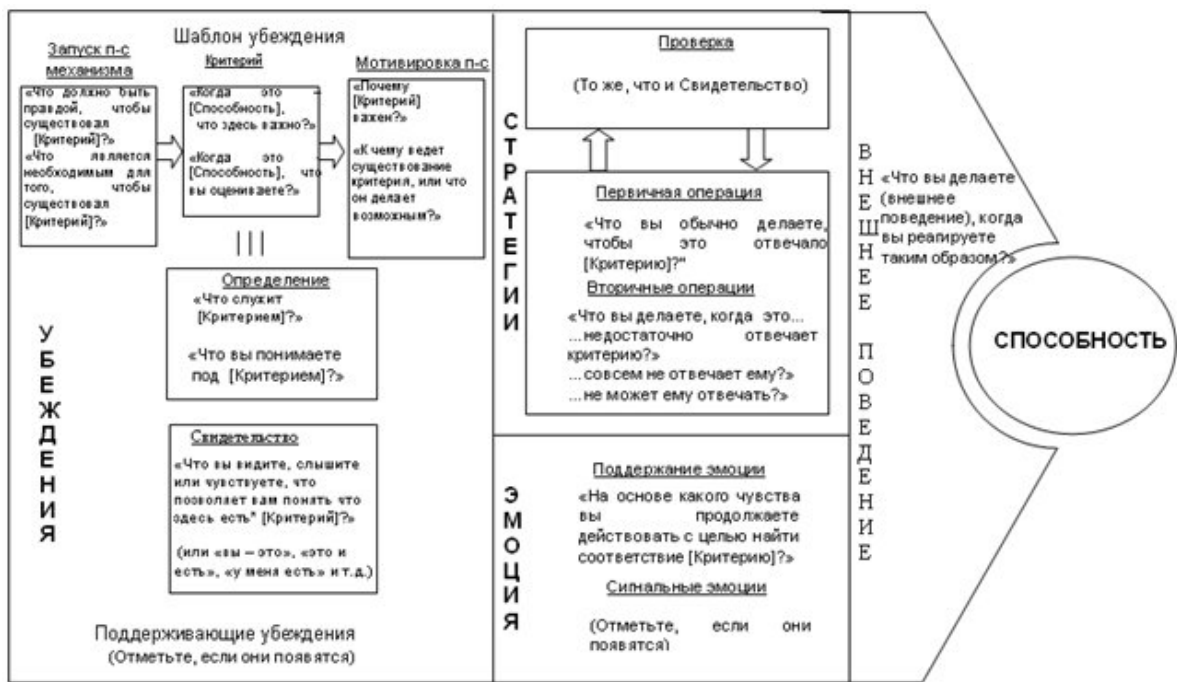 Шаблон убеждения
Запуск п-с
механизма
«Что должно быть
правдой, чтобы
существовал
[Критерий]?»
«Что является
необходимым для
того, чтобы
существовал
[Критерий]?»
Критерий
«Когда это –
[Способность],
что здесь важно?»
«Когда это
[Способность], что
вы оцениваете?»
Мотивировка п-с
«Почему
[Критерий]
важен?»
«К чему ведет
существование
критерия, или что
он делает
возможным?»
Определение
«Что служит
[Критерием]?»
«Что вы понимаете
под [Критерием]?»
Свидетельство
«Что вы видите, слышите
или чувствуете, что
позволяет вам понять что
здесь есть" [Критерий]?»
(или «вы – это», «это и
есть», «у меня есть» и т.д.)
УБЕЖДЕНИЯ
Поддерживающие убеждения
(Отметьте, если они появятся)
СТРАТЕГИИ
Проверка
(То же, что и Свидетельство)
Первичная операция
«Что вы обычно делаете,
чтобы это отвечало
[Критерию]?"
Вторичные операции
«Что вы делаете, когда это...
...недостаточно отвечает
критерию?»
...совсем не отвечает ему?»
...не может ему отвечать?»
ЭМОЦИЯ
Поддержание эмоции
«На основе какого чувства
вы продолжаете
действовать с целью найти
соответствие [Критерию]?»
Сигнальные эмоции
(Отметьте, если они
появятся)
ВНЕШНЕЕ ПОВЕДЕНИЕ
«Что вы делаете
(внешнее
поведение), когда
вы реагируете
таким образом?»
СПОСОБНОСТЬ